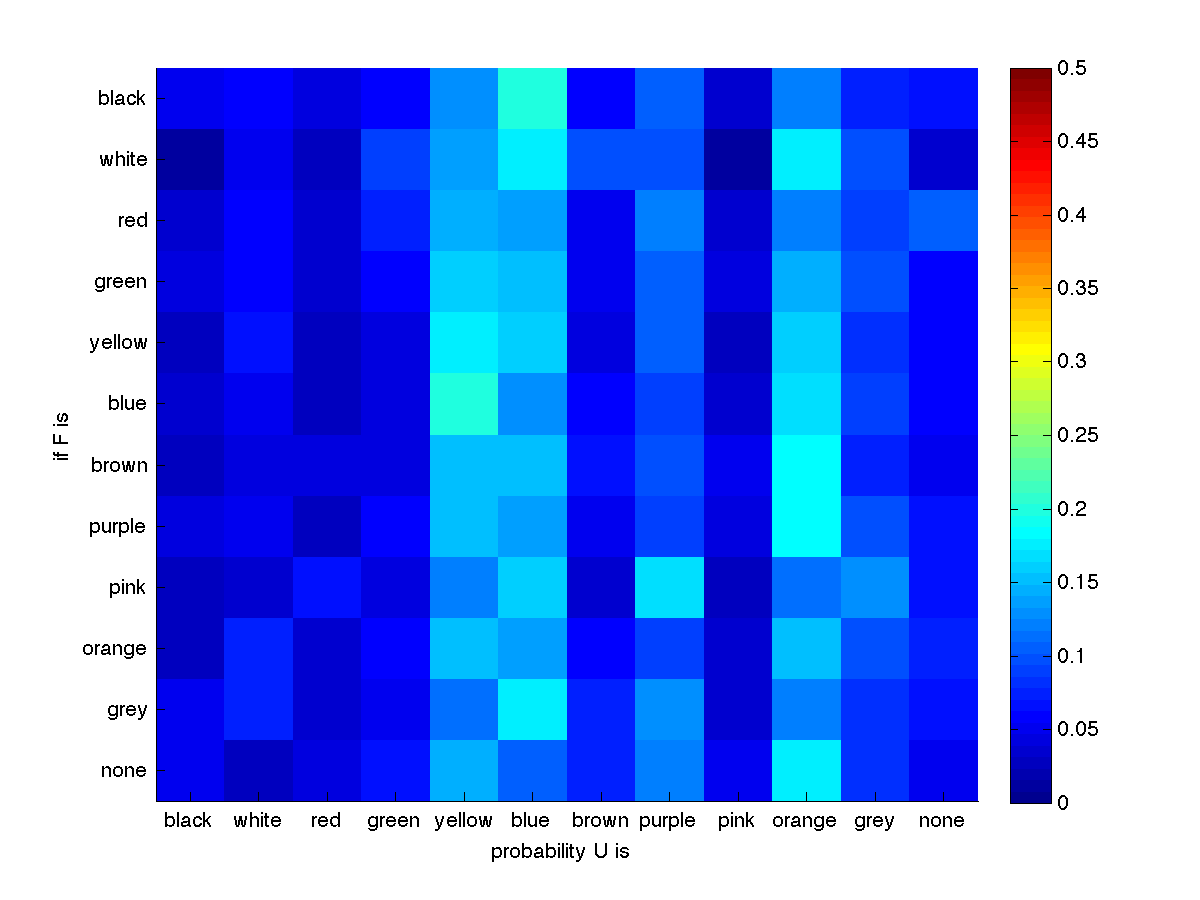 black
white
red
green
yellow
blue
brown
purple
pink
orange
grey
none
if F is
black white red green yellow blue brown purple pink orange grey none
probability U is
0.5
0.45
0.4
0.35
0.3
0.25
0.2
0.15
0.1
0.05
0